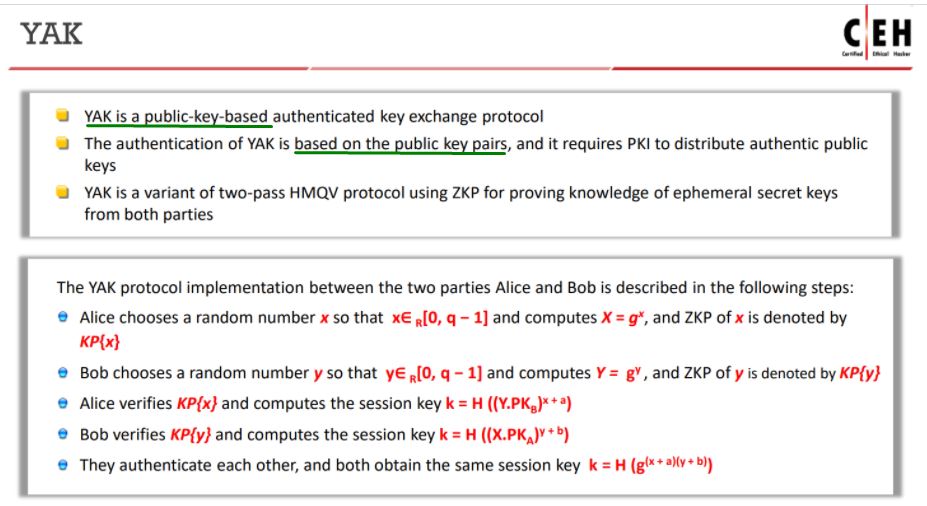 YAK
C|EH
Certified Ethical Hacker
YAK is a public-key-based authenticated key exchange protocol
The authentication of YAK is based on the public key pairs, and it requires PKI to distribute authentic public
keys
YAK is a variant of two-pass HMQV protocol using ZKP for proving knowledge of ephemeral secret keys
from both parties
The YAK protocol implementation between the two parties Alice and Bob is described in the following steps:
Alice chooses a random number x so that x∈ ᵣ[0, q – 1] and computes X = gˣ, and ZKP of x is denoted by
KP{x}
Bob chooses a random number y so that y∈ ᵣ[0, q – 1] and computes Y = gʸ, and ZKP of y is denoted by KP{y}
Alice verifies KP{x} and computes the session key k = H ((Y.PK_B)^x + a)
Bob verifies KP{y} and computes the session key k = H ((X.PK_A)^y + b)
They authenticate each other, and both obtain the same session key k = H (g^(x + a)(y + b))